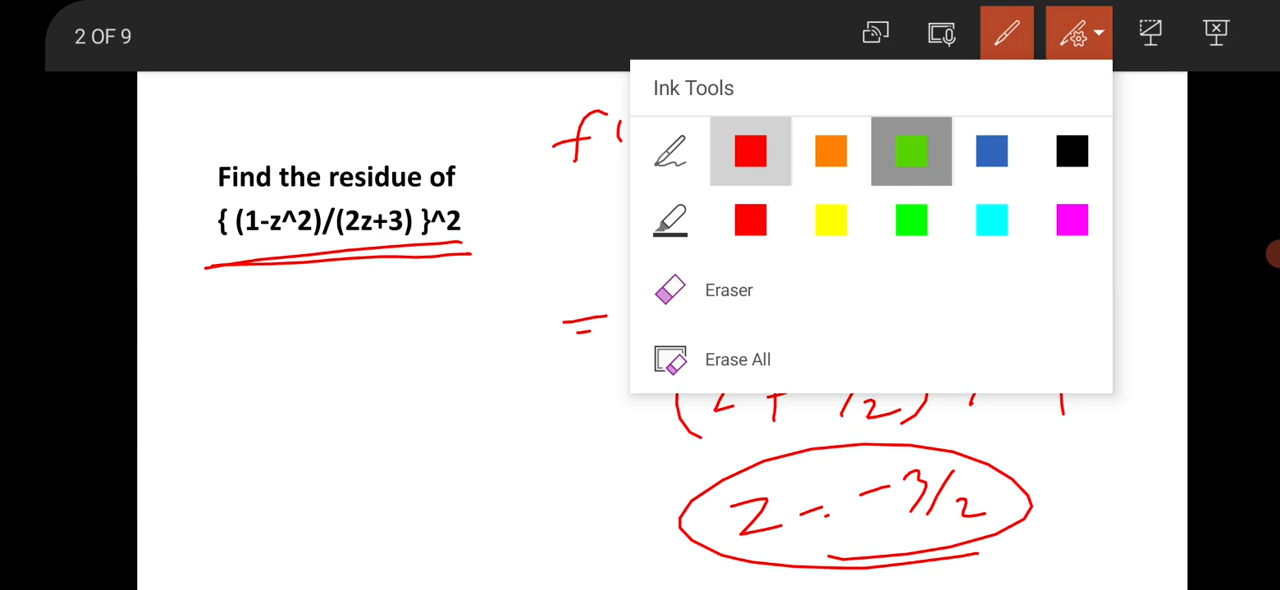 2 OF 9
Ink Tools
Find the residue of
{ (1-z^2)/(2z+3) }^2
f(
=
Eraser
Erase All
z = -3/2